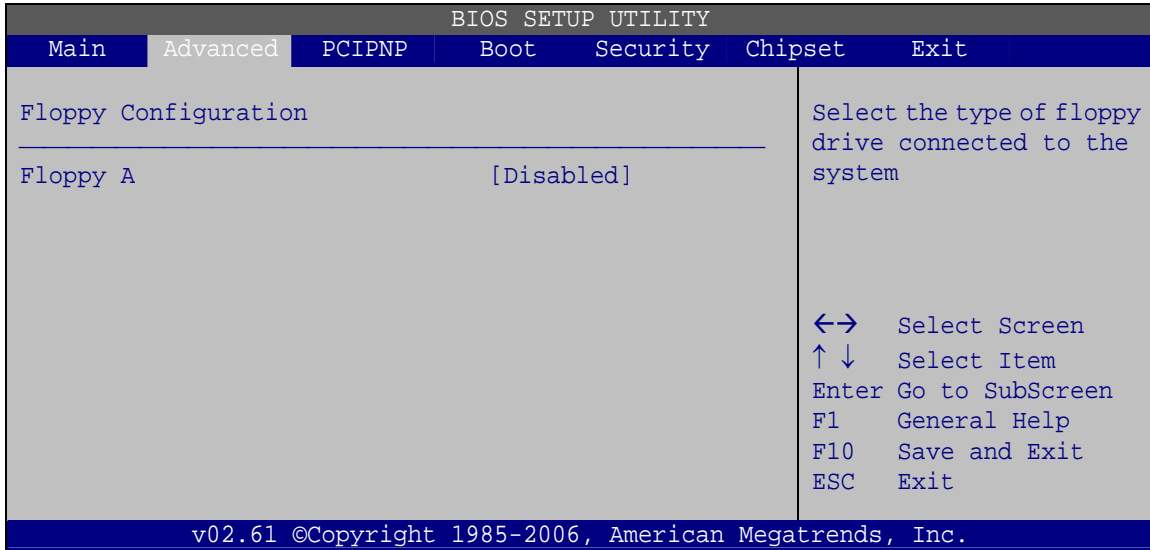 BIOS SETUP UTILITY
Main Advanced PCIPNP Boot Security Chipset Exit
Floppy Configuration
Floppy A [Disabled]
Select the type of floppy
drive connected to the
system
←→ Select Screen
↑ ↓ Select Item
Enter Go to SubScreen
F1 General Help
F10 Save and Exit
ESC Exit
v02.61 ©Copyright 1985-2006, American Megatrends, Inc.